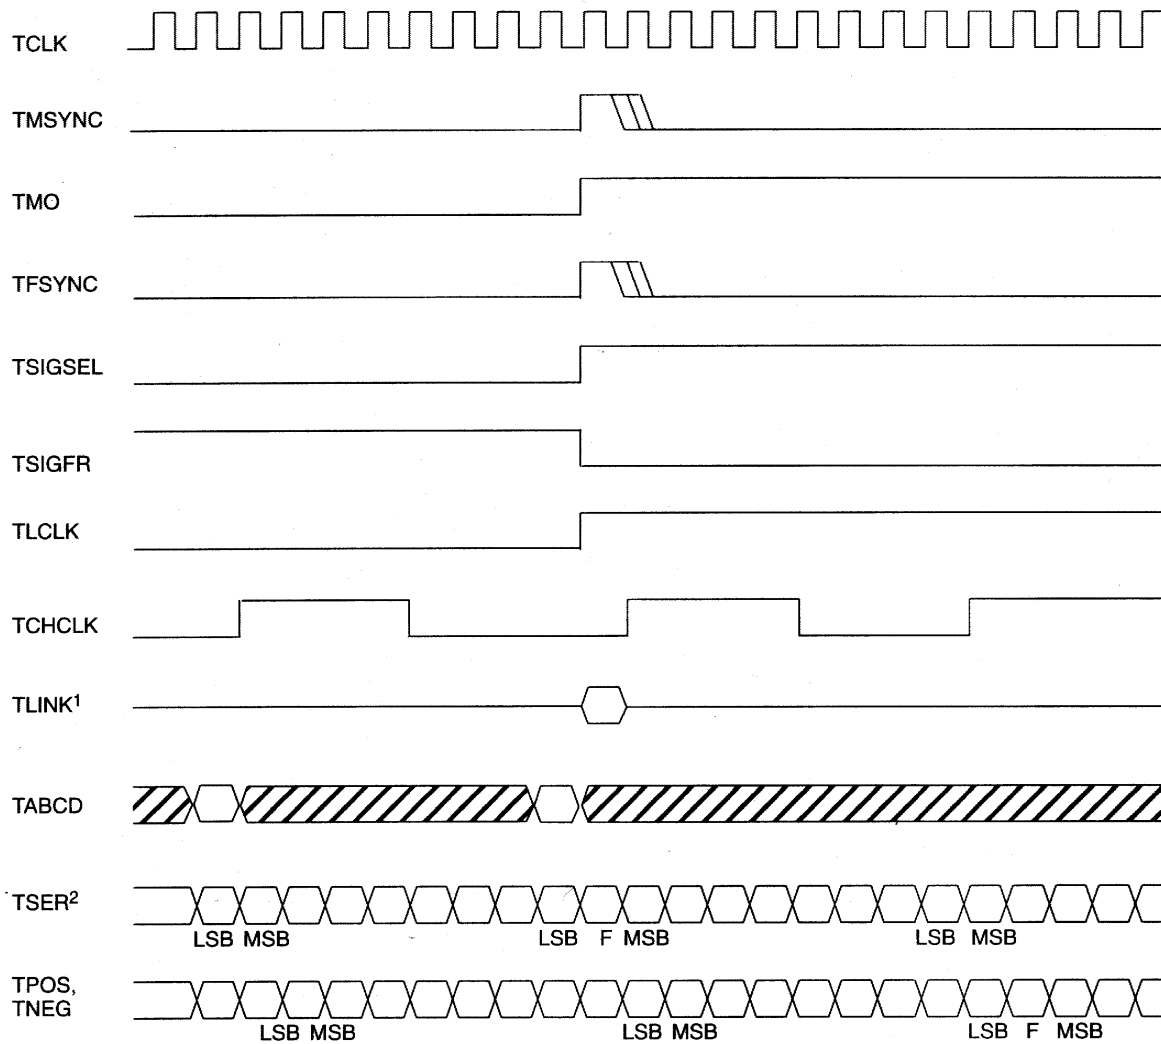 TCLK
TMSYNC
TMO
TFSYNC
TSIGSEL
TSIGFR
TLCLK
TCHCLK
TLINK¹
TABCD
TSER²
LSB MSB LSB F MSB LSB MSB
TPOS,
TNEG
LSB MSB LSB MSB LSB F MSB